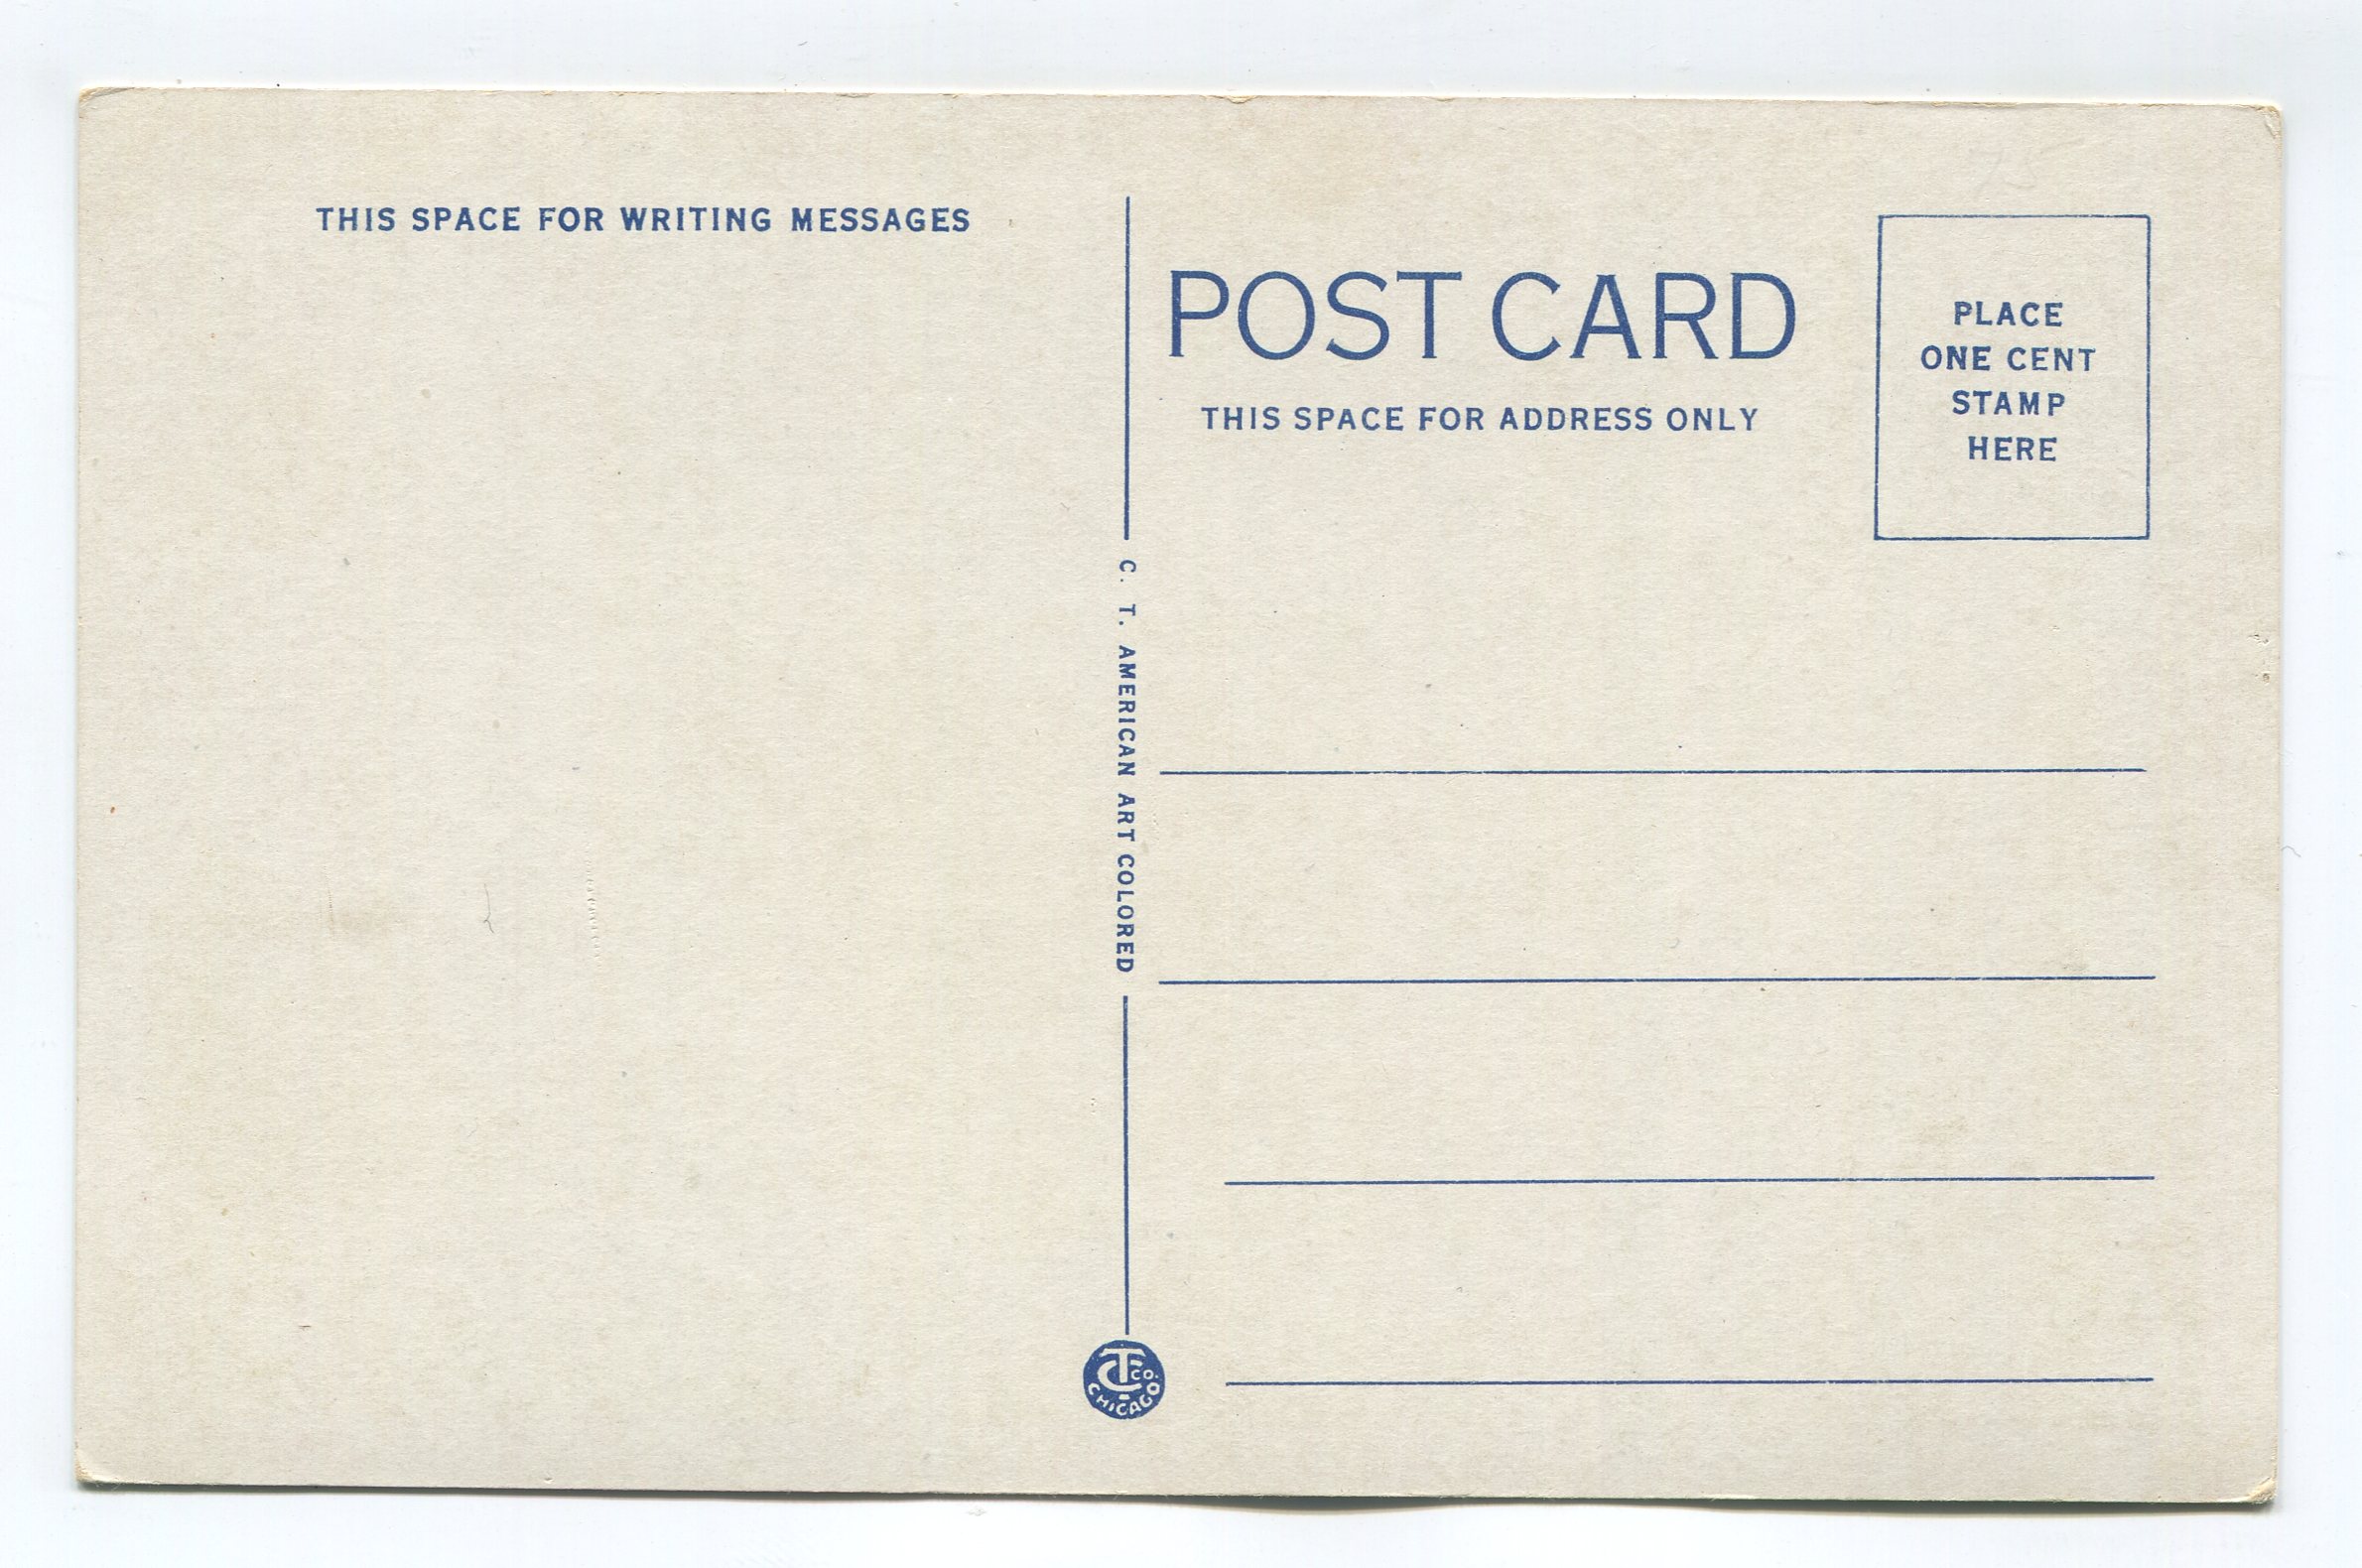 THIS SPACE FOR WRITING MESSAGES
POST CARD
THIS SPACE FOR ADDRESS ONLY
PLACE
ONE CENT
STAMP
HERE
C. T. AMERICAN ART COLORED
CT CO.
CHICAGO